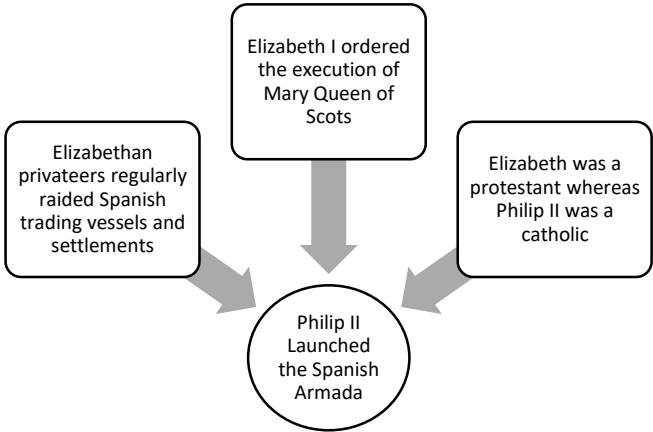 Elizabeth I ordered
the execution of
Mary Queen of
Scots
Elizabethan
privateers regularly
raided Spanish
trading vessels and
settlements
Elizabeth was a
protestant whereas
Philip II was a
catholic
Philip II
Launched
the Spanish
Armada